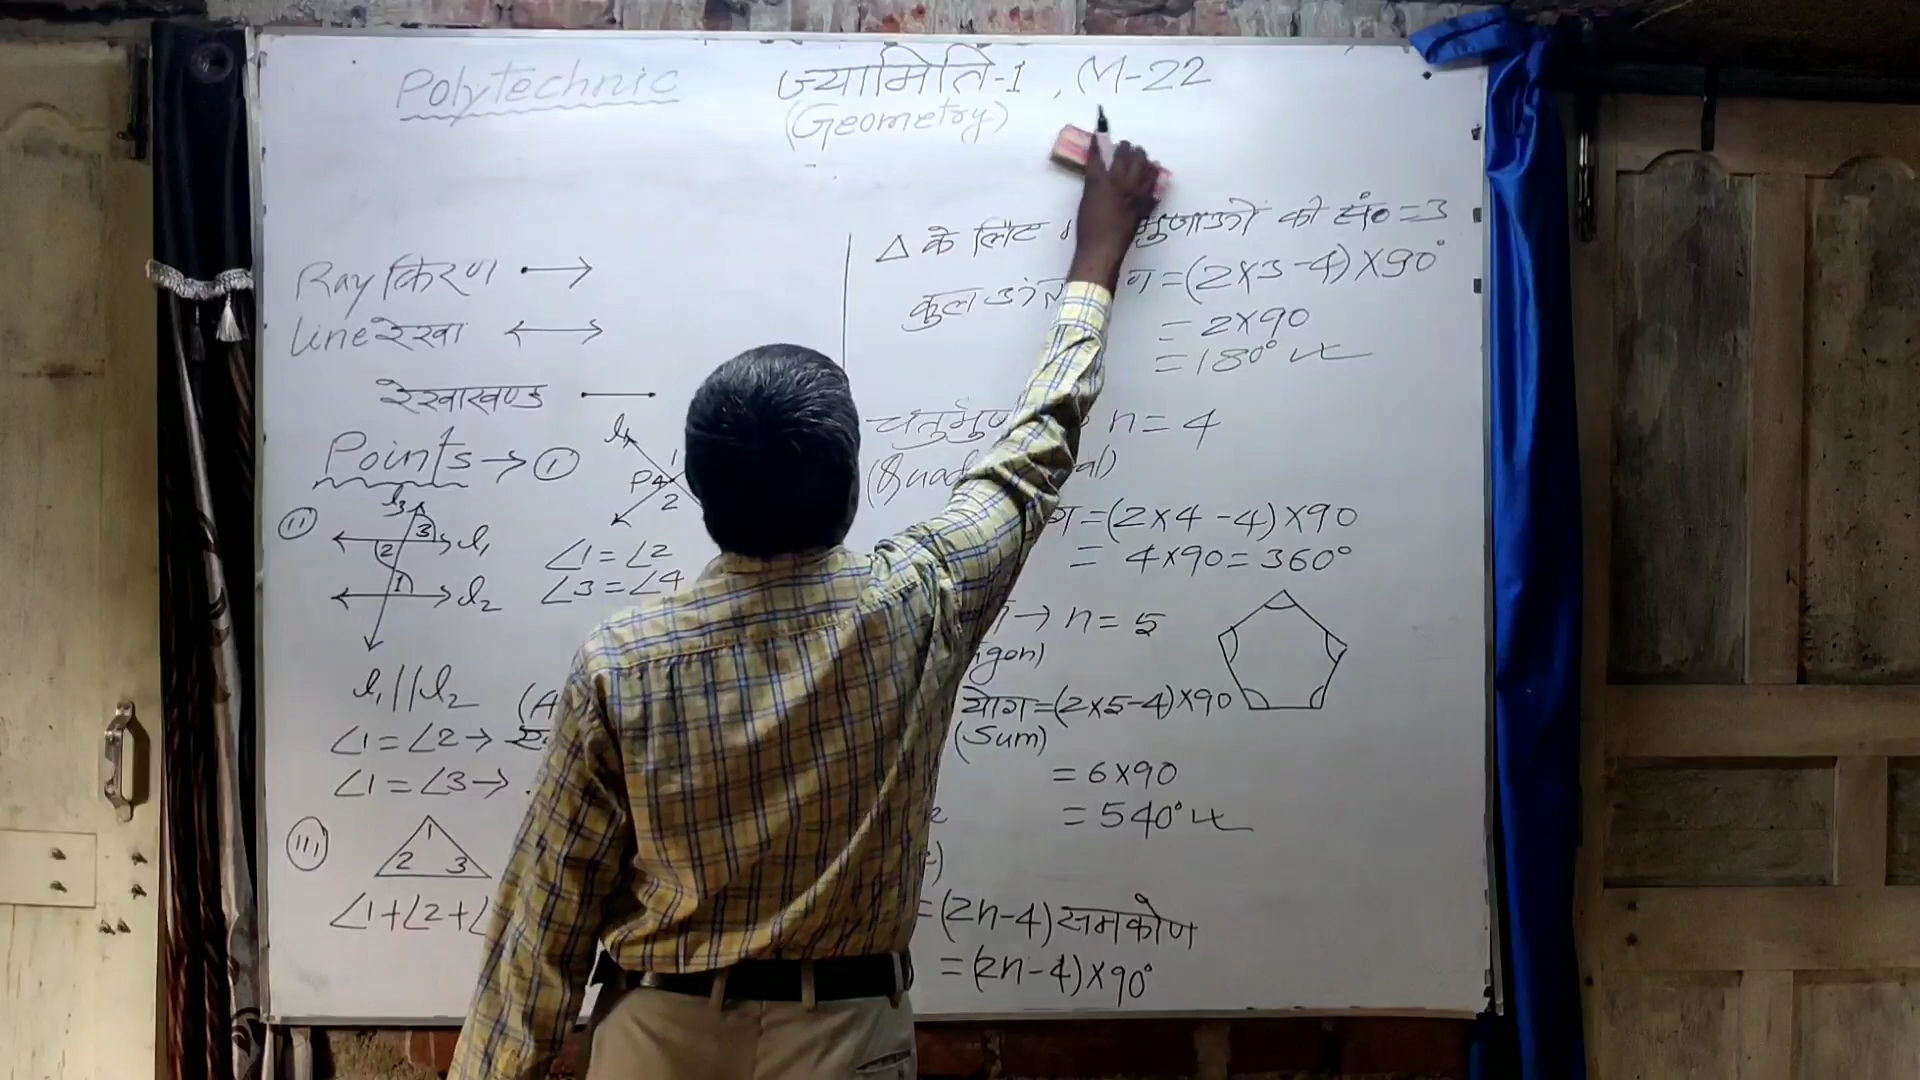 Polytechnic
ज्यामिति-1, M-22
(Geometry)
Ray किरण
Line रेखा
रेखाखण्ड
Points → (i)
l₁
P 4 1
2
∠1 = ∠2
∠3 = ∠4
(ii)
l₃
3
2 l₁
1
l₂
l₁ || l₂
∠1 = ∠2 →
∠1 = ∠3 →
(iii)
1
2 3
∠1 + ∠2 + ∠
Δ के लिए भुजाओं की सं० = 3
कुल = (2×3-4)×90°
= 2×90
= 180°
n = 4
= (2×4-4)×90
= 4×90 = 360°
→ n = 5
योग = (2×5-4)×90
(Sum)
= 6×90
= 540°
= (2n-4) समकोण
= (2n-4)×90°